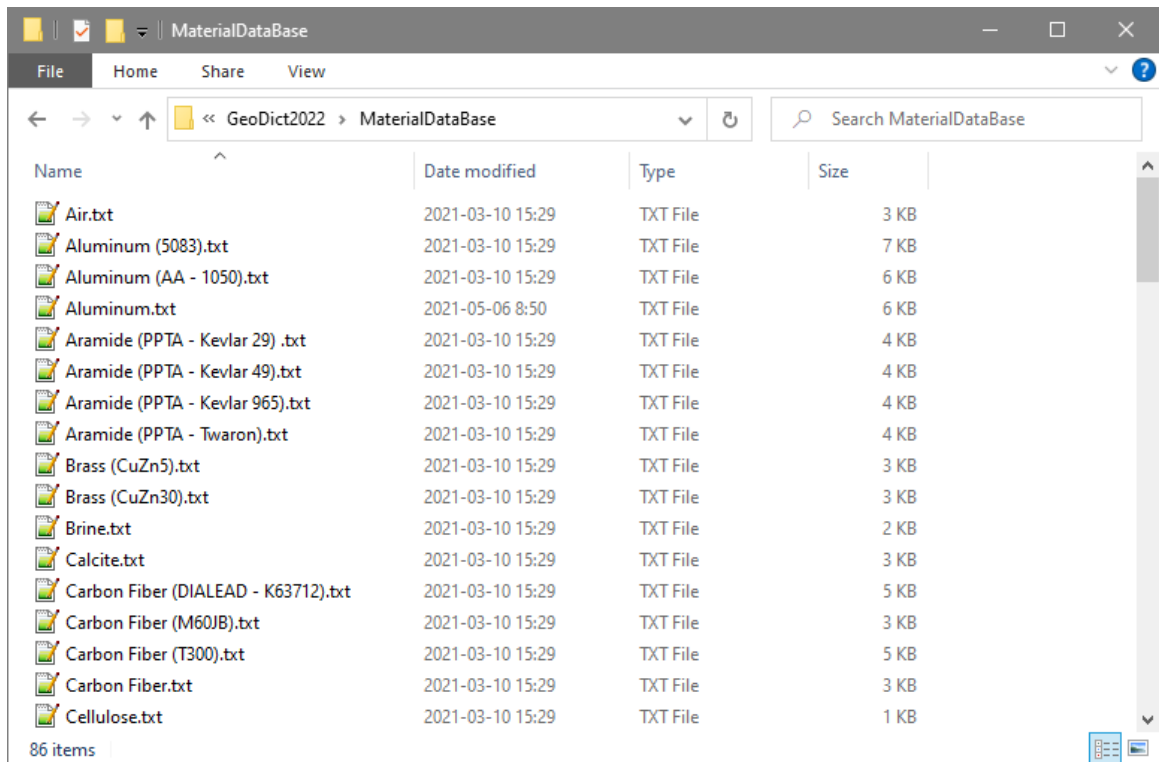 MaterialDataBase
File Home Share View
« GeoDict2022 › MaterialDataBase Search MaterialDataBase
Name Date modified Type Size
Air.txt 2021-03-10 15:29 TXT File 3 KB
Aluminum (5083).txt 2021-03-10 15:29 TXT File 7 KB
Aluminum (AA - 1050).txt 2021-03-10 15:29 TXT File 6 KB
Aluminum.txt 2021-05-06 8:50 TXT File 6 KB
Aramide (PPTA - Kevlar 29) .txt 2021-03-10 15:29 TXT File 4 KB
Aramide (PPTA - Kevlar 49).txt 2021-03-10 15:29 TXT File 4 KB
Aramide (PPTA - Kevlar 965).txt 2021-03-10 15:29 TXT File 4 KB
Aramide (PPTA - Twaron).txt 2021-03-10 15:29 TXT File 4 KB
Brass (CuZn5).txt 2021-03-10 15:29 TXT File 3 KB
Brass (CuZn30).txt 2021-03-10 15:29 TXT File 3 KB
Brine.txt 2021-03-10 15:29 TXT File 2 KB
Calcite.txt 2021-03-10 15:29 TXT File 3 KB
Carbon Fiber (DIALEAD - K63712).txt 2021-03-10 15:29 TXT File 5 KB
Carbon Fiber (M60JB).txt 2021-03-10 15:29 TXT File 3 KB
Carbon Fiber (T300).txt 2021-03-10 15:29 TXT File 5 KB
Carbon Fiber.txt 2021-03-10 15:29 TXT File 3 KB
Cellulose.txt 2021-03-10 15:29 TXT File 1 KB
86 items